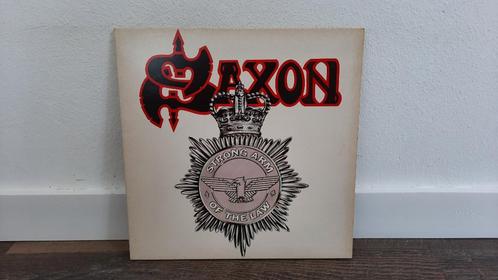 SAXON
STRONG ARM
OF THE LAW